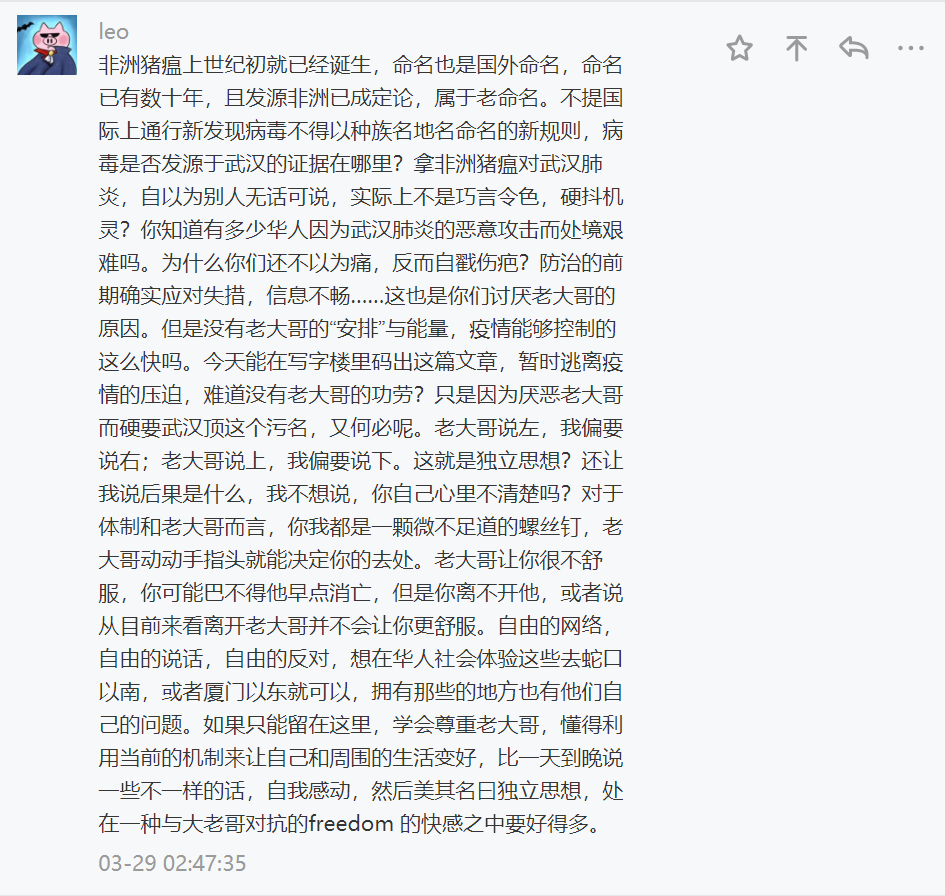 leo
非洲猪瘟上世纪初就已经诞生，命名也是国外命名，命名
已有数十年，且发源非洲已成定论，属于老命名。不提国
际上通行新发现病毒不得以种族名地名命名的新规则，病
毒是否发源于武汉的证据在哪里？拿非洲猪瘟对武汉肺
炎，自以为别人无话可说，实际上不是巧言令色，硬抖机
灵？你知道有多少华人因为武汉肺炎的恶意攻击而处境艰
难吗。为什么你们还不以为痛，反而自戳伤疤？防治的前
期确实应对失措，信息不畅……这也是你们讨厌老大哥的
原因。但是没有老大哥的“安排”与能量，疫情能够控制的
这么快吗。今天能在写字楼里码出这篇文章，暂时逃离疫
情的压迫，难道没有老大哥的功劳？只是因为厌恶老大哥
而硬要武汉顶这个污名，又何必呢。老大哥说左，我偏要
说右；老大哥说上，我偏要说下。这就是独立思想？还让
我说后果是什么，我不想说，你自己心里不清楚吗？对于
体制和老大哥而言，你我都是一颗微不足道的螺丝钉，老
大哥动动手指头就能决定你的去处。老大哥让你很不舒
服，你可能巴不得他早点消亡，但是你离不开他，或者说
从目前来看离开老大哥并不会让你更舒服。自由的网络，
自由的说话，自由的反对，想在华人社会体验这些去蛇口
以南，或者厦门以东就可以，拥有那些的地方也有他们自
己的问题。如果只能留在这里，学会尊重老大哥，懂得利
用当前的机制来让自己和周围的生活变好，比一天到晚说
一些不一样的话，自我感动，然后美其名曰独立思想，处
在一种与大老哥对抗的freedom 的快感之中要好得多。
03-29 02:47:35